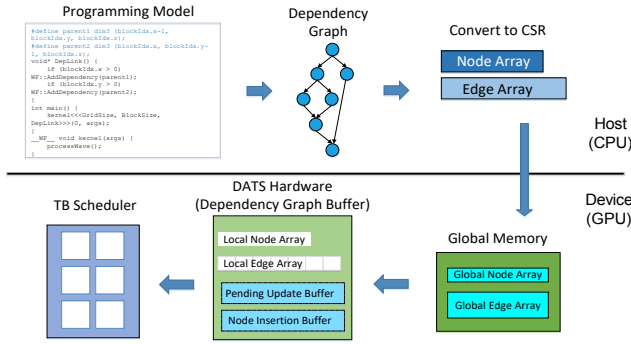 Programming Model
#define parent1 dim3 (blockIdx.x-1,
blockIdx.y, blockIdx.z);
#define parent2 dim3(blockIdx.x, blockIdx.y-
1, blockIdx.z);
void* DepLink() {
if (blockIdx.x > 0)
WF::AddDependency(parent1);
if (blockIdx.y > 0)
WF::AddDependency(parent2);
}
int main() {
kernel<<<GridSize, BlockSize,
DepLink>>>(0, args);
}
__WF__ void kernel(args) {
processWave();
}
Dependency
Graph
Convert to CSR
Node Array
Edge Array
Host
(CPU)
Device
(GPU)
TB Scheduler
DATS Hardware
(Dependency Graph Buffer)
Local Node Array
Local Edge Array
Pending Update Buffer
Node Insertion Buffer
Global Memory
Global Node Array
Global Edge Array